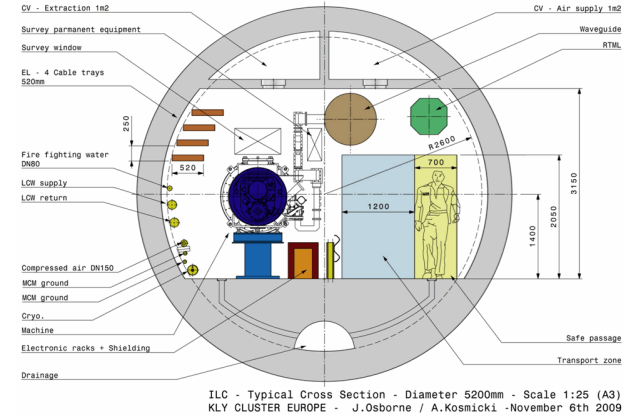 CV - Extraction 1m2
CV - Air supply 1m2
Survey parmanent equipment
Waveguide
Survey window
RTML
EL - 4 Cable trays
520mm
250
R2600
Fire fighting water
DN80
520
700
3150
LCW supply
LCW return
1200
2050
1400
Compressed air DN150
MCM ground
MCM ground
Cryo.
Machine
Safe passage
Electronic racks + Shielding
Transport zone
Drainage
ILC - Typical Cross Section - Diameter 5200mm - Scale 1:25 (A3)
KLY CLUSTER EUROPE - J.Osborne / A.Kosmicki -November 6th 2009